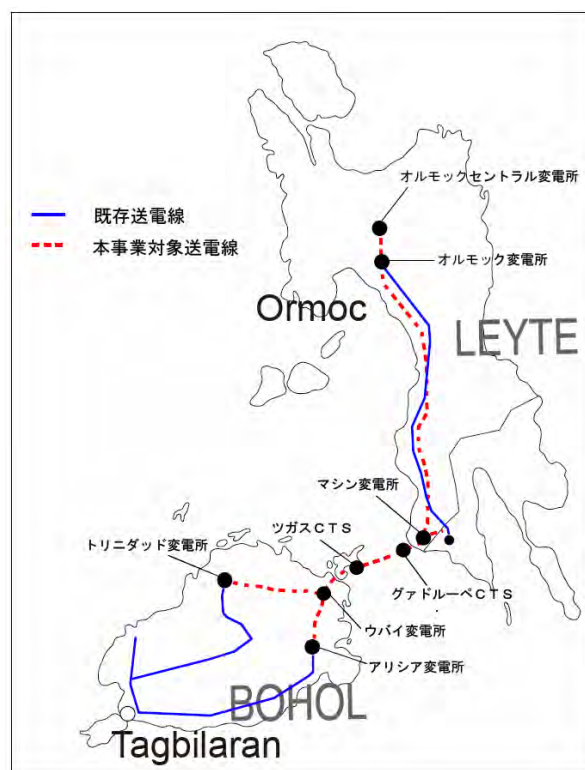 オルモックセントラル変電所
既存送電線
本事業対象送電線
オルモック変電所
Ormoc
LEYTE
マシン変電所
ツガスCTS
トリニダッド変電所
グァドルーペCTS
ウバイ変電所
アリシア変電所
BOHOL
Tagbilaran